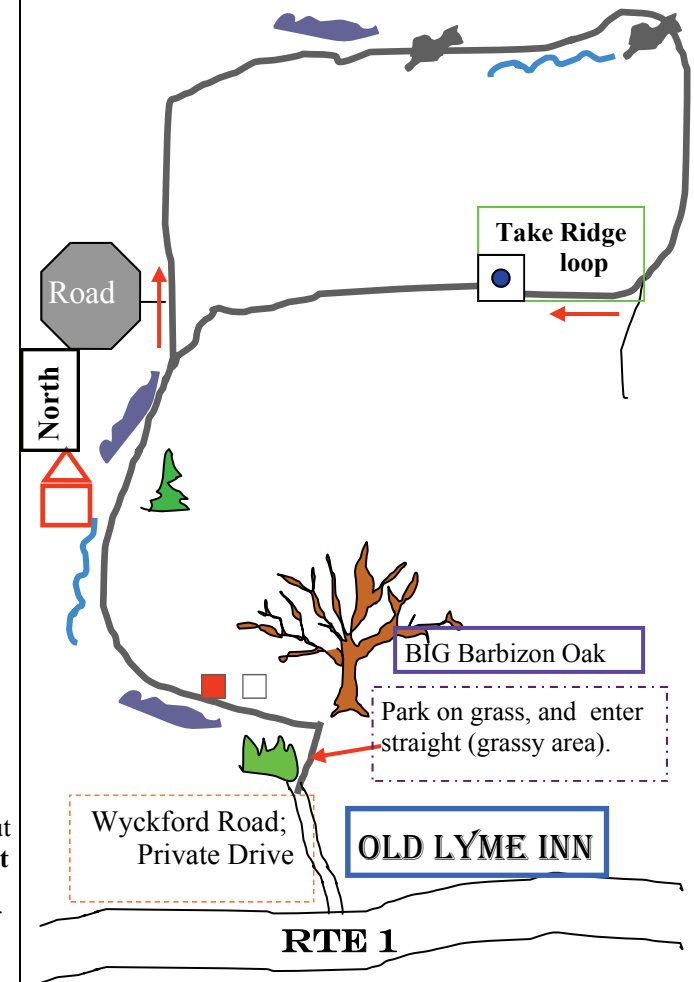 Take Ridge
loop
Road
North
BIG Barbizon Oak
Park on grass, and enter
straight (grassy area).
Wyckford Road;
Private Drive
OLD LYME INN
RTE 1